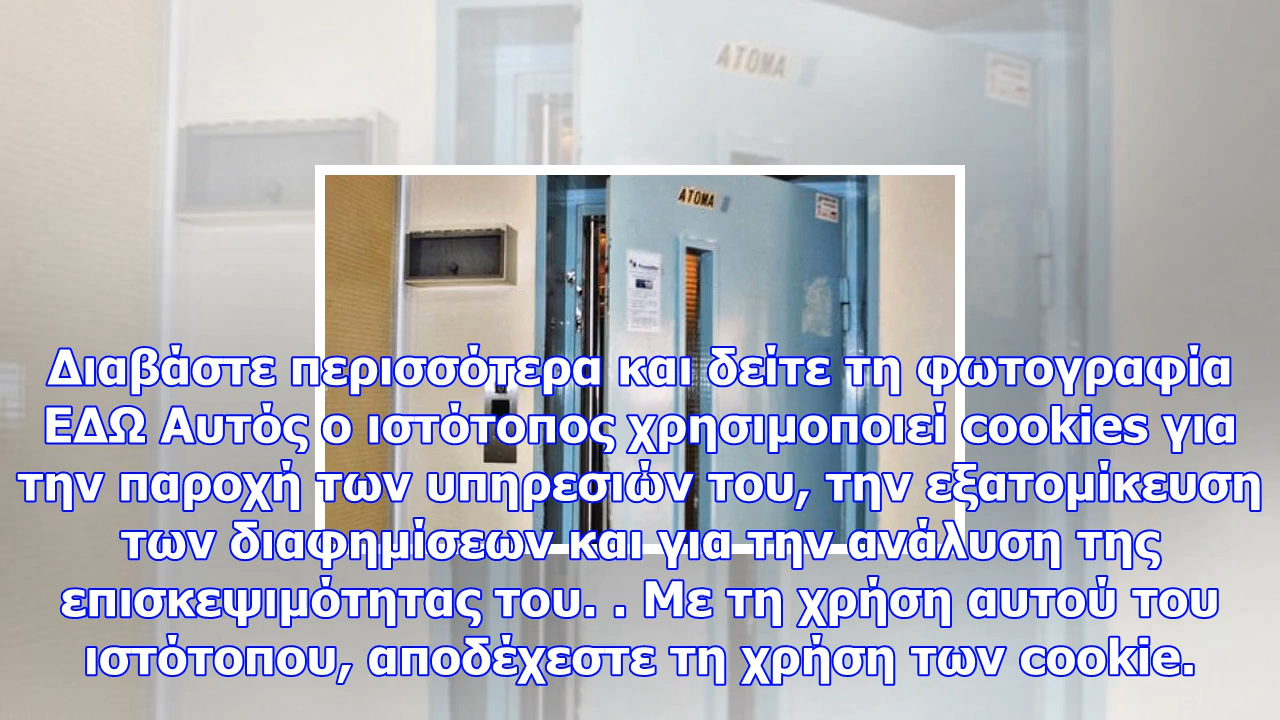 ΑΤΟΜΑ
ΑΤΟΜΑ
Διαβάστε περισσότερα και δείτε τη φωτογραφία
ΕΔΩ Αυτός ο ιστότοπος χρησιμοποιεί cookies για
την παροχή των υπηρεσιών του, την εξατομίκευση
των διαφημίσεων και για την ανάλυση της
επισκεψιμότητας του. . Με τη χρήση αυτού του
ιστότοπου, αποδέχεστε τη χρήση των cookie.